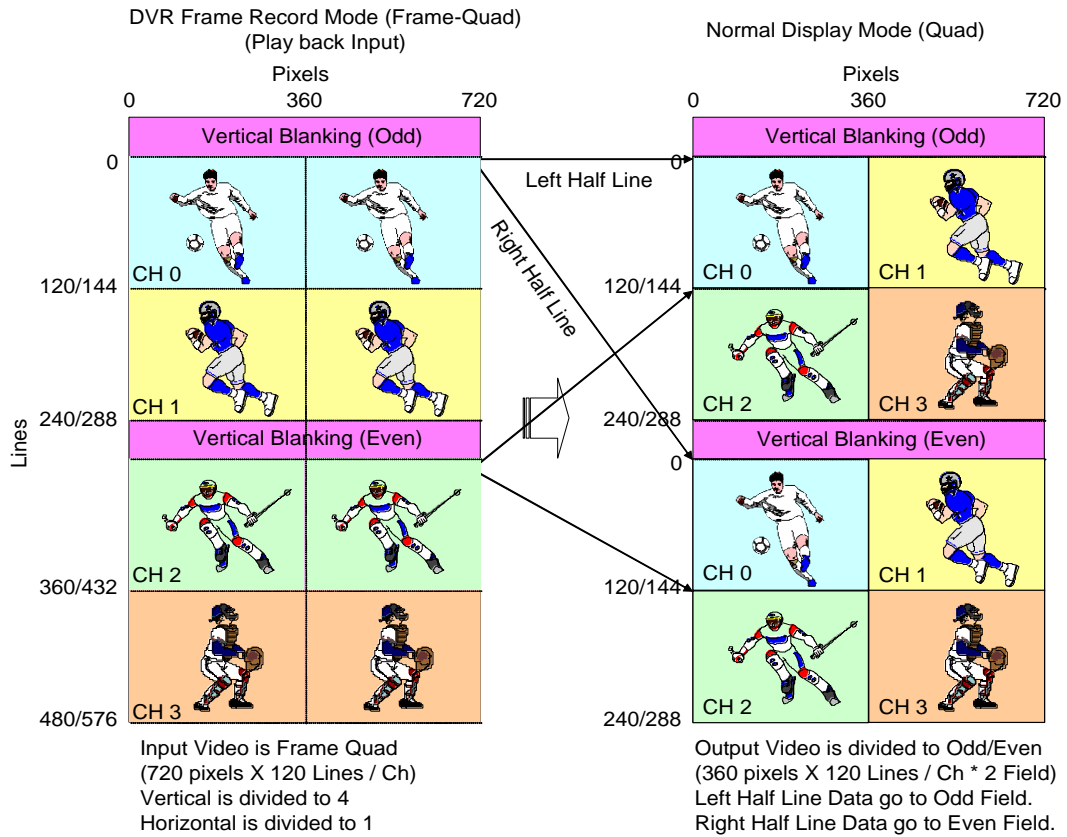 DVR Frame Record Mode (Frame-Quad)
(Play back Input)
Pixels
0 360 720
Vertical Blanking (Odd)
0
CH 0
120/144
CH 1
240/288
Vertical Blanking (Even)
CH 2
360/432
CH 3
480/576
Lines
Input Video is Frame Quad
(720 pixels X 120 Lines / Ch)
Vertical is divided to 4
Horizontal is divided to 1
Left Half Line
Right Half Line
Normal Display Mode (Quad)
Pixels
0 360 720
Vertical Blanking (Odd)
0
CH 0 CH 1
120/144
CH 2 CH 3
240/288
Vertical Blanking (Even)
0
CH 0 CH 1
120/144
CH 2 CH 3
240/288
Output Video is divided to Odd/Even
(360 pixels X 120 Lines / Ch * 2 Field)
Left Half Line Data go to Odd Field.
Right Half Line Data go to Even Field.